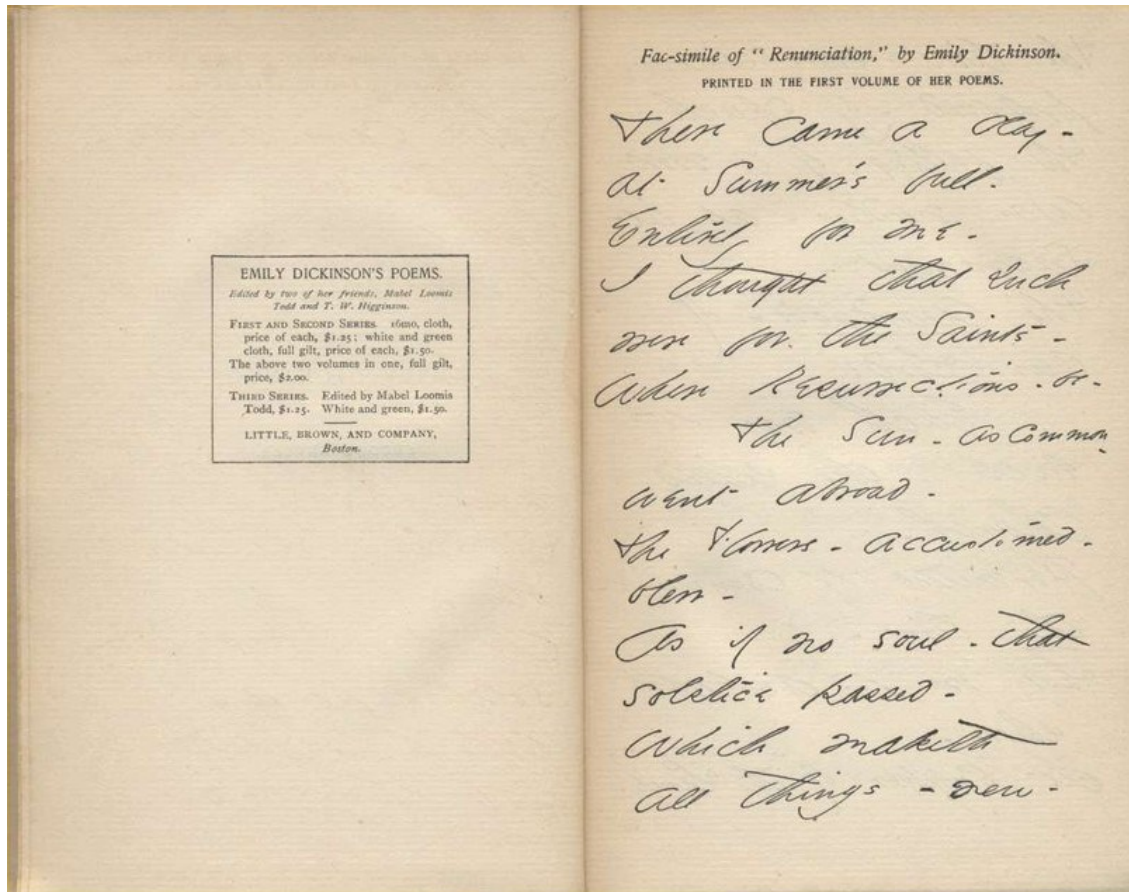 EMILY DICKINSON'S POEMS.
Edited by two of her friends, Mabel Loomis
Todd and T. W. Higginson.
FIRST AND SECOND SERIES. 16mo, cloth,
price of each, $1.25; white and green
cloth, full gilt, price of each, $1.50.
The above two volumes in one, full gilt,
price, $2.00.
THIRD SERIES. Edited by Mabel Loomis
Todd, $1.25. White and green, $1.50.
LITTLE, BROWN, AND COMPANY,
Boston.
Fac-simile of "Renunciation," by Emily Dickinson.
PRINTED IN THE FIRST VOLUME OF HER POEMS.
There came a day -
at Summer's full.
Entirely for me -
I thought that such
were for the Saints -
Where Resurrections - be -
The Sun - as common
went abroad -
The flowers - accustomed -
blew -
As if no soul - that
solstice passed -
Which maketh
all things - new -